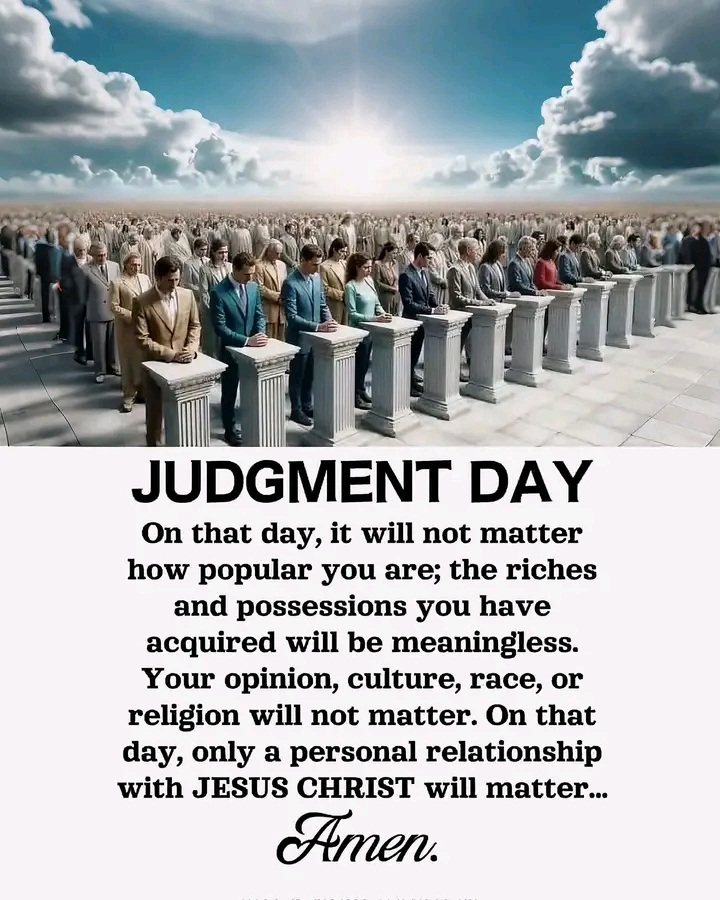 JUDGMENT DAY
On that day, it will not matter
how popular you are; the riches
and possessions you have
acquired will be meaningless.
Your opinion, culture, race, or
religion will not matter. On that
day, only a personal relationship
with JESUS CHRIST will matter...
Amen.